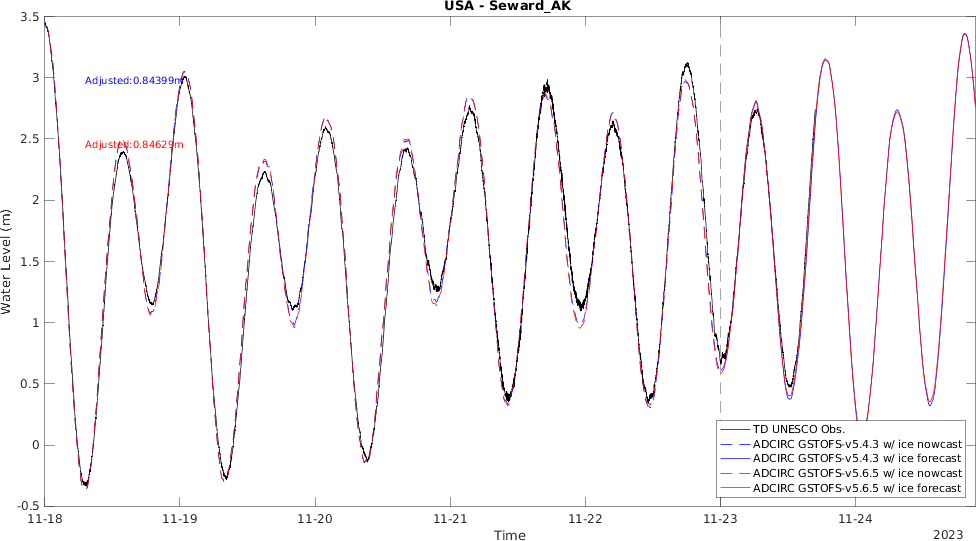 USA - Seward_AK
3.5
3
2.5
2
1.5
1
0.5
0
-0.5
Water Level (m)
Adjusted:0.84399m
Adjusted:0.84629m
TD UNESCO Obs.
ADCIRC GSTOFS-v5.4.3 w/ ice nowcast
ADCIRC GSTOFS-v5.4.3 w/ ice forecast
ADCIRC GSTOFS-v5.6.5 w/ ice nowcast
ADCIRC GSTOFS-v5.6.5 w/ ice forecast
11-18 11-19 11-20 11-21 11-22 11-23 11-24
Time
2023